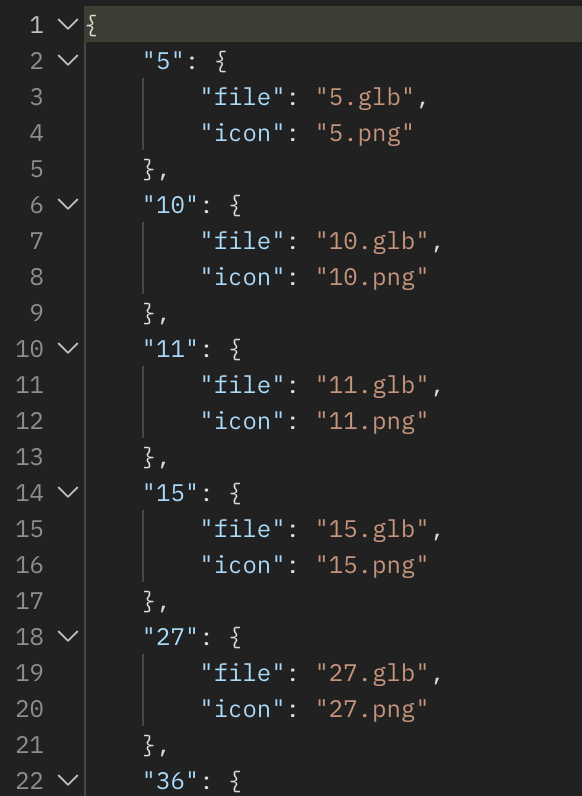 1 {
2     "5": {
3         "file": "5.glb",
4         "icon": "5.png"
5     },
6     "10": {
7         "file": "10.glb",
8         "icon": "10.png"
9     },
10     "11": {
11         "file": "11.glb",
12         "icon": "11.png"
13     },
14     "15": {
15         "file": "15.glb",
16         "icon": "15.png"
17     },
18     "27": {
19         "file": "27.glb",
20         "icon": "27.png"
21     },
22     "36": {